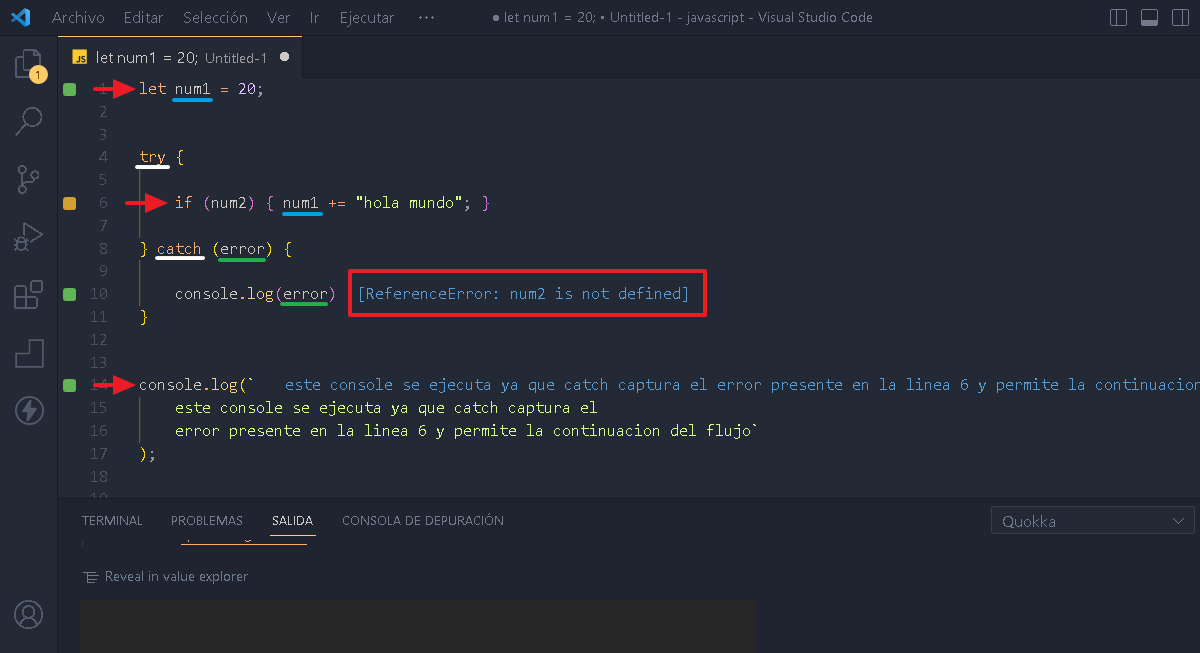 Archivo Editar Selección Ver Ir Ejecutar ··· ● let num1 = 20; • Untitled-1 - javascript - Visual Studio Code
JS let num1 = 20; Untitled-1 ●
1
1 let num1 = 20;
2
3
4 try {
5
6 if (num2) { num1 += "hola mundo"; }
7
8 } catch (error) {
9
10 console.log(error) [ReferenceError: num2 is not defined]
11 }
12
13
14 console.log(` este console se ejecuta ya que catch captura el error presente en la linea 6 y permite la continuacion
15 este console se ejecuta ya que catch captura el
16 error presente en la linea 6 y permite la continuacion del flujo`
17 );
18
19
TERMINAL PROBLEMAS SALIDA CONSOLA DE DEPURACIÓN Quokka
Reveal in value explorer